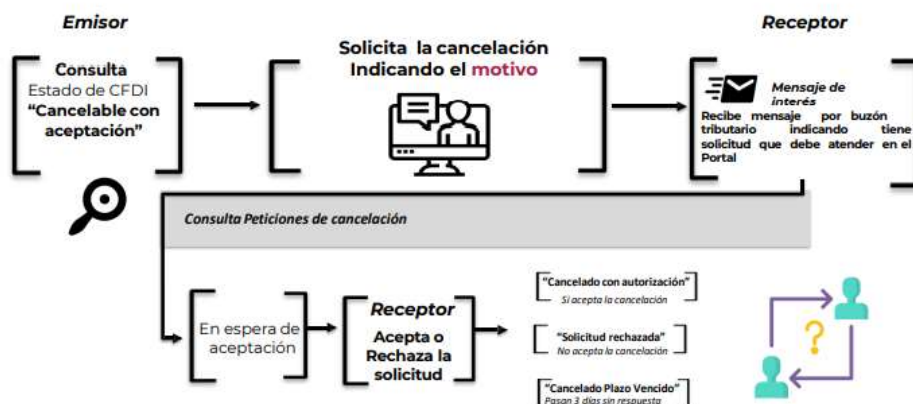 Emisor
Consulta
Estado de CFDI
“Cancelable con
aceptación”
Solicita la cancelación
Indicando el motivo
Receptor
Mensaje de
interés
Recibe mensaje por buzón
tributario indicando tiene
solicitud que debe atender en el
Portal
Consulta Peticiones de cancelación
En espera de
aceptación
Receptor
Acepta o
Rechaza la
solicitud
“Cancelado con autorización”
Si acepta la cancelación
“Solicitud rechazada”
No acepta la cancelación
“Cancelado Plazo Vencido”
Pasan 3 días sin respuesta
?